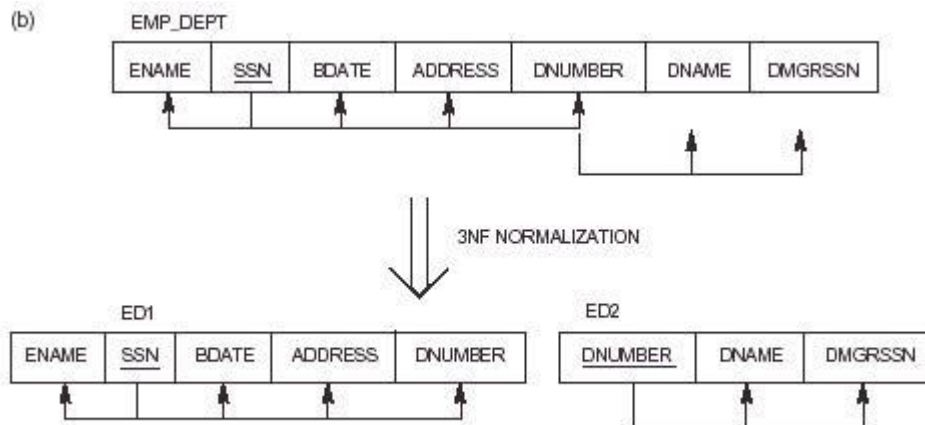 (b)
EMP_DEPT
ENAME SSN BDATE ADDRESS DNUMBER DNAME DMGRSSN
3NF NORMALIZATION
ED1 ED2
ENAME SSN BDATE ADDRESS DNUMBER DNUMBER DNAME DMGRSSN